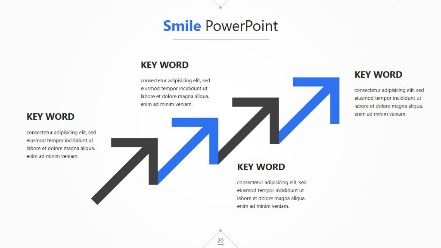 Smile PowerPoint
KEY WORD
consectetur adipisicing elit, sed
eiusmod tempor incididunt ut
labore et dolore magna aliqua.
enim ad minim veniam.
KEY WORD
consectetur adipisicing elit, sed
eiusmod tempor incididunt ut
labore et dolore magna aliqua.
enim ad minim veniam.
KEY WORD
consectetur adipisicing elit, sed
eiusmod tempor incididunt ut
labore et dolore magna aliqua.
enim ad minim veniam.
KEY WORD
consectetur adipisicing elit, sed
eiusmod tempor incididunt ut
labore et dolore magna aliqua.
enim ad minim veniam.
20